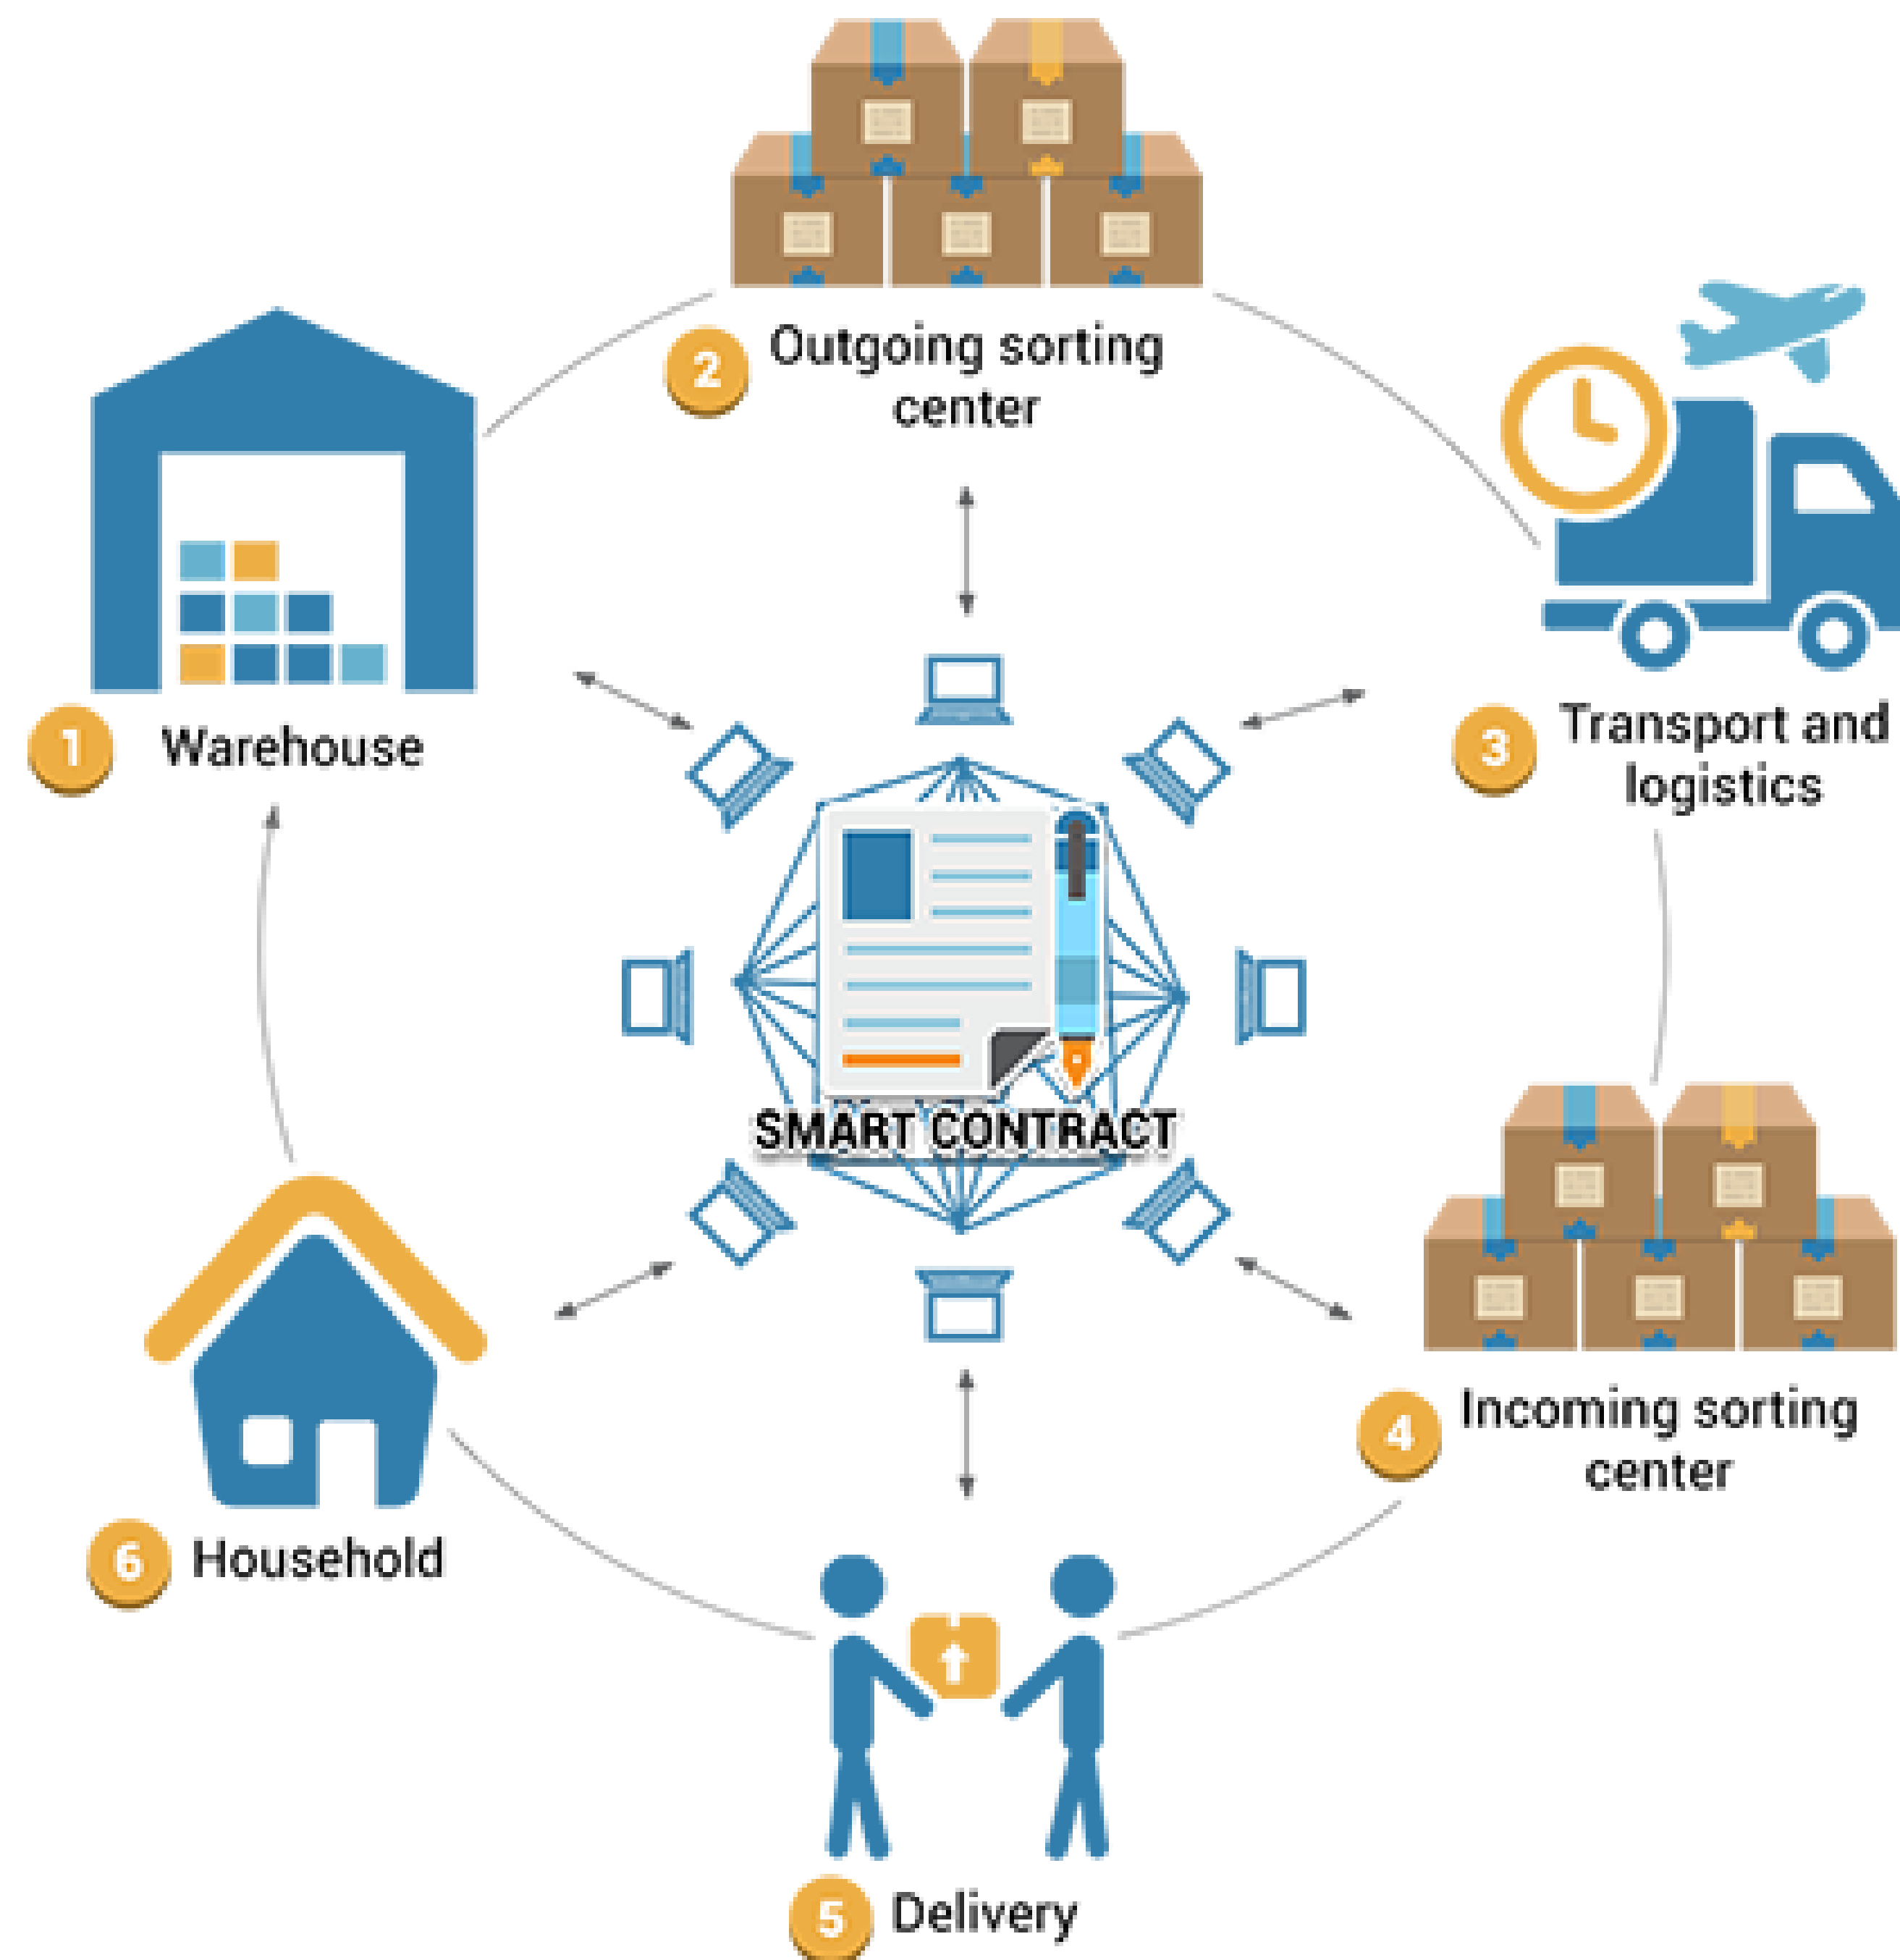 2 Outgoing sorting
center
1 Warehouse
3 Transport and
logistics
SMART CONTRACT
4 Incoming sorting
center
6 Household
5 Delivery